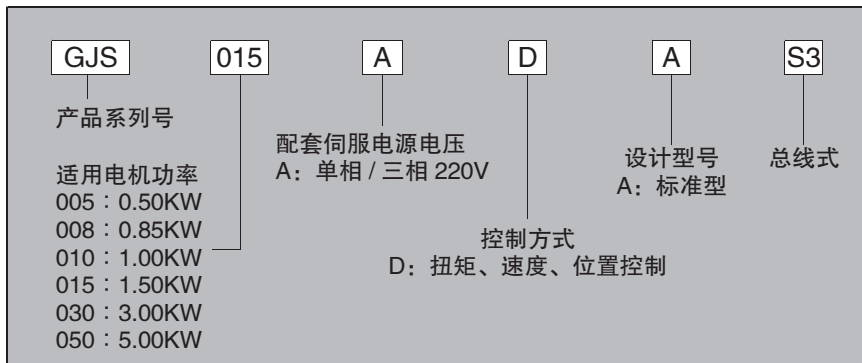 GJS 015 A D A S3
产品系列号
适用电机功率
005：0.50KW
008：0.85KW
010：1.00KW
015：1.50KW
030：3.00KW
050：5.00KW
配套伺服电源电压
A：单相 / 三相 220V
控制方式
D：扭矩、速度、位置控制
设计型号
A：标准型
总线式